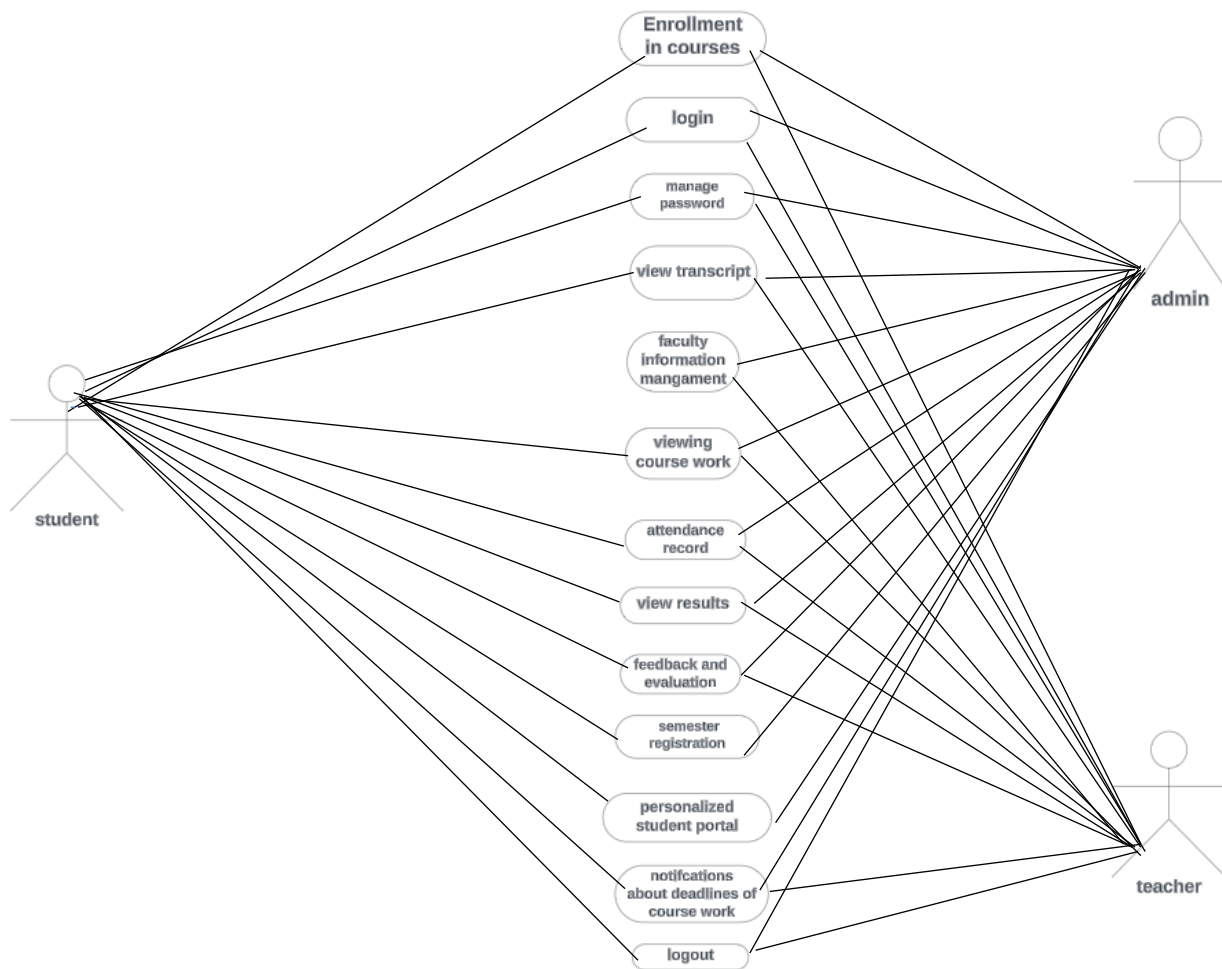 Enrollment
in courses
login
manage
password
view transcript
faculty
information
mangament
viewing
course work
attendance
record
view results
feedback and
evaluation
semester
registration
personalized
student portal
notifcations
about deadlines of
course work
logout
student
admin
teacher